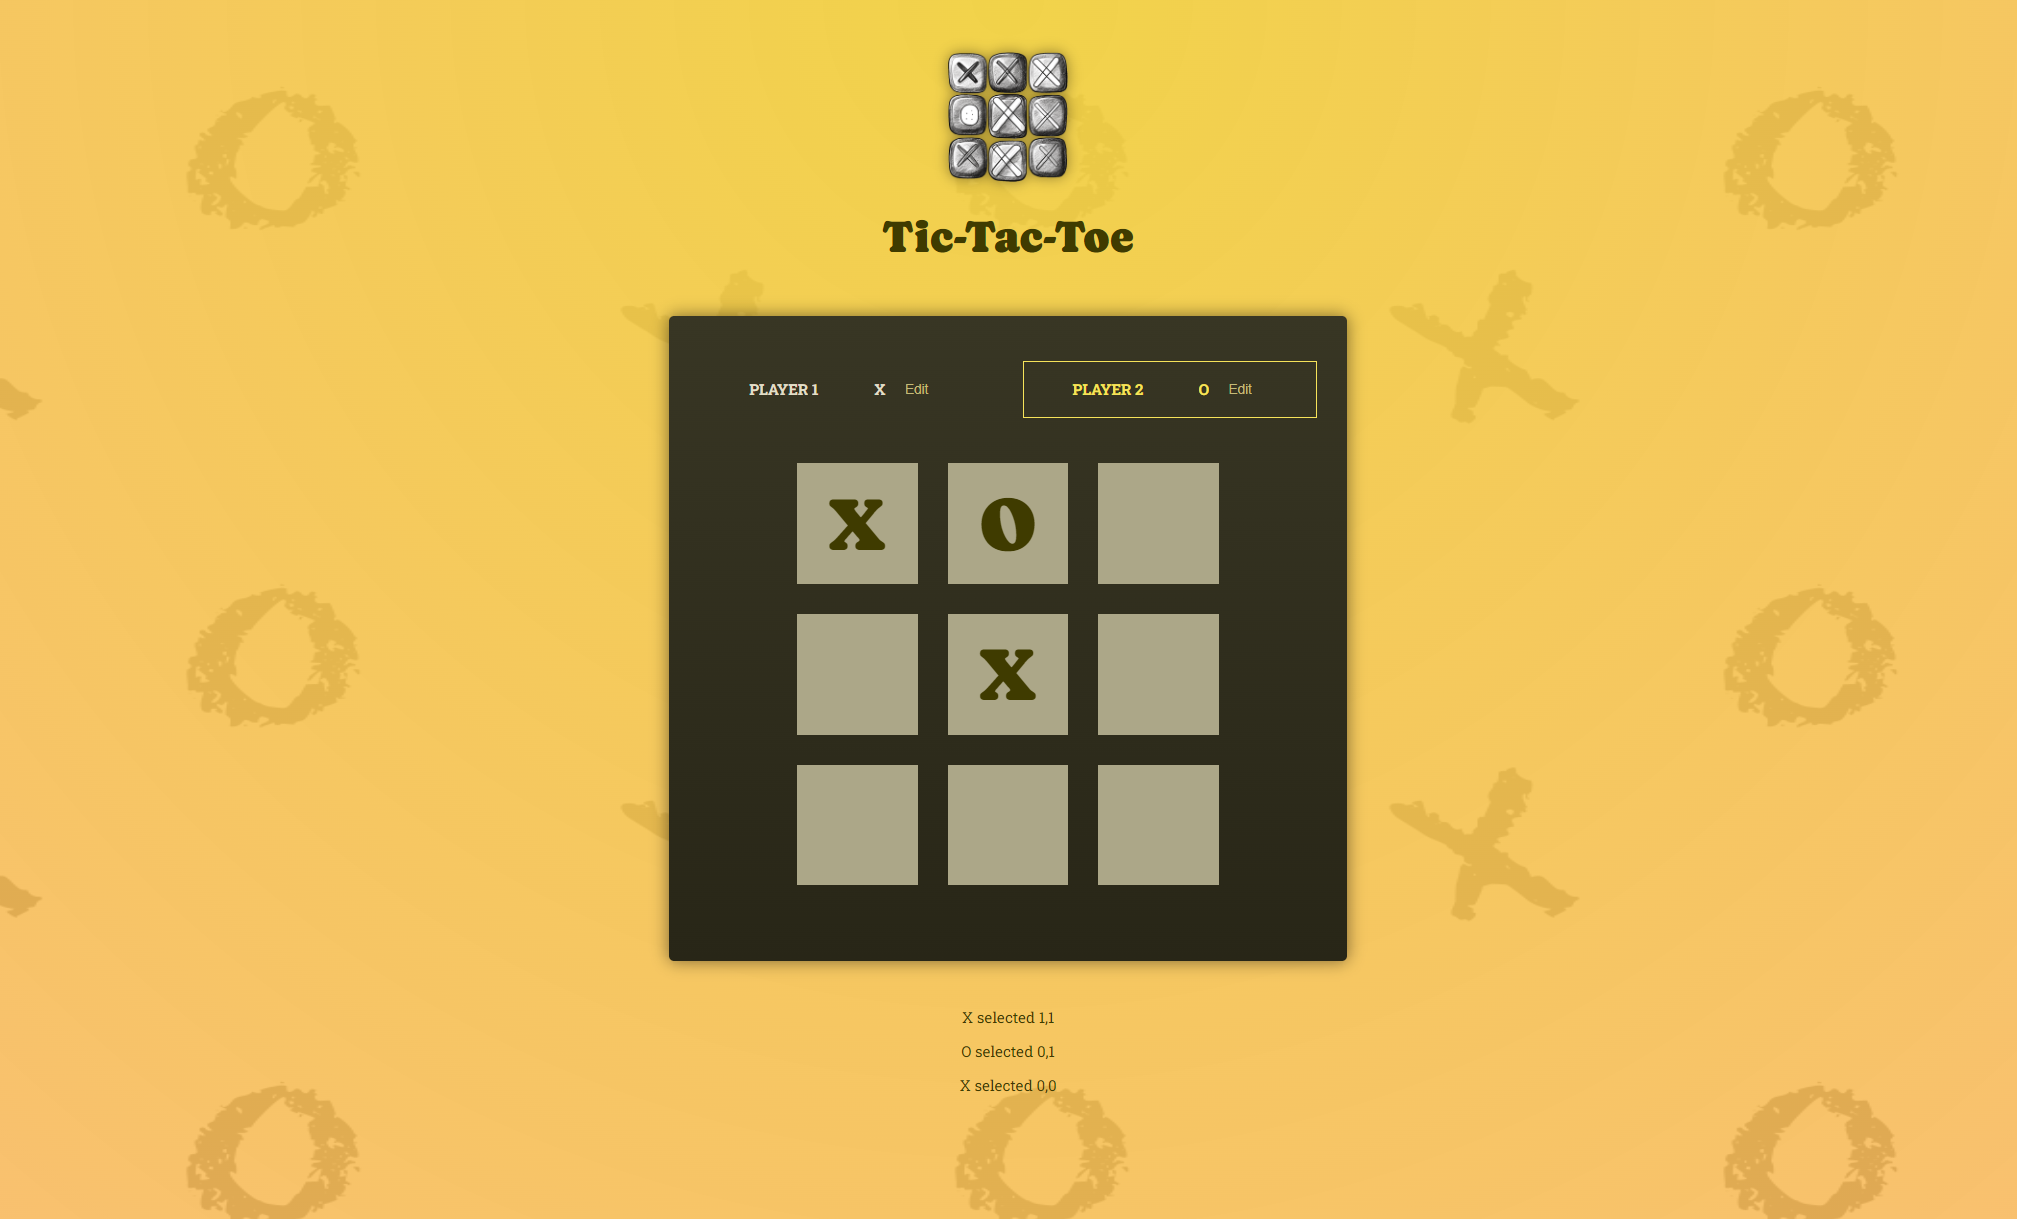 Tic-Tac-Toe
PLAYER 1 X Edit PLAYER 2 O Edit
X O
X
X selected 1,1
O selected 0,1
X selected 0,0